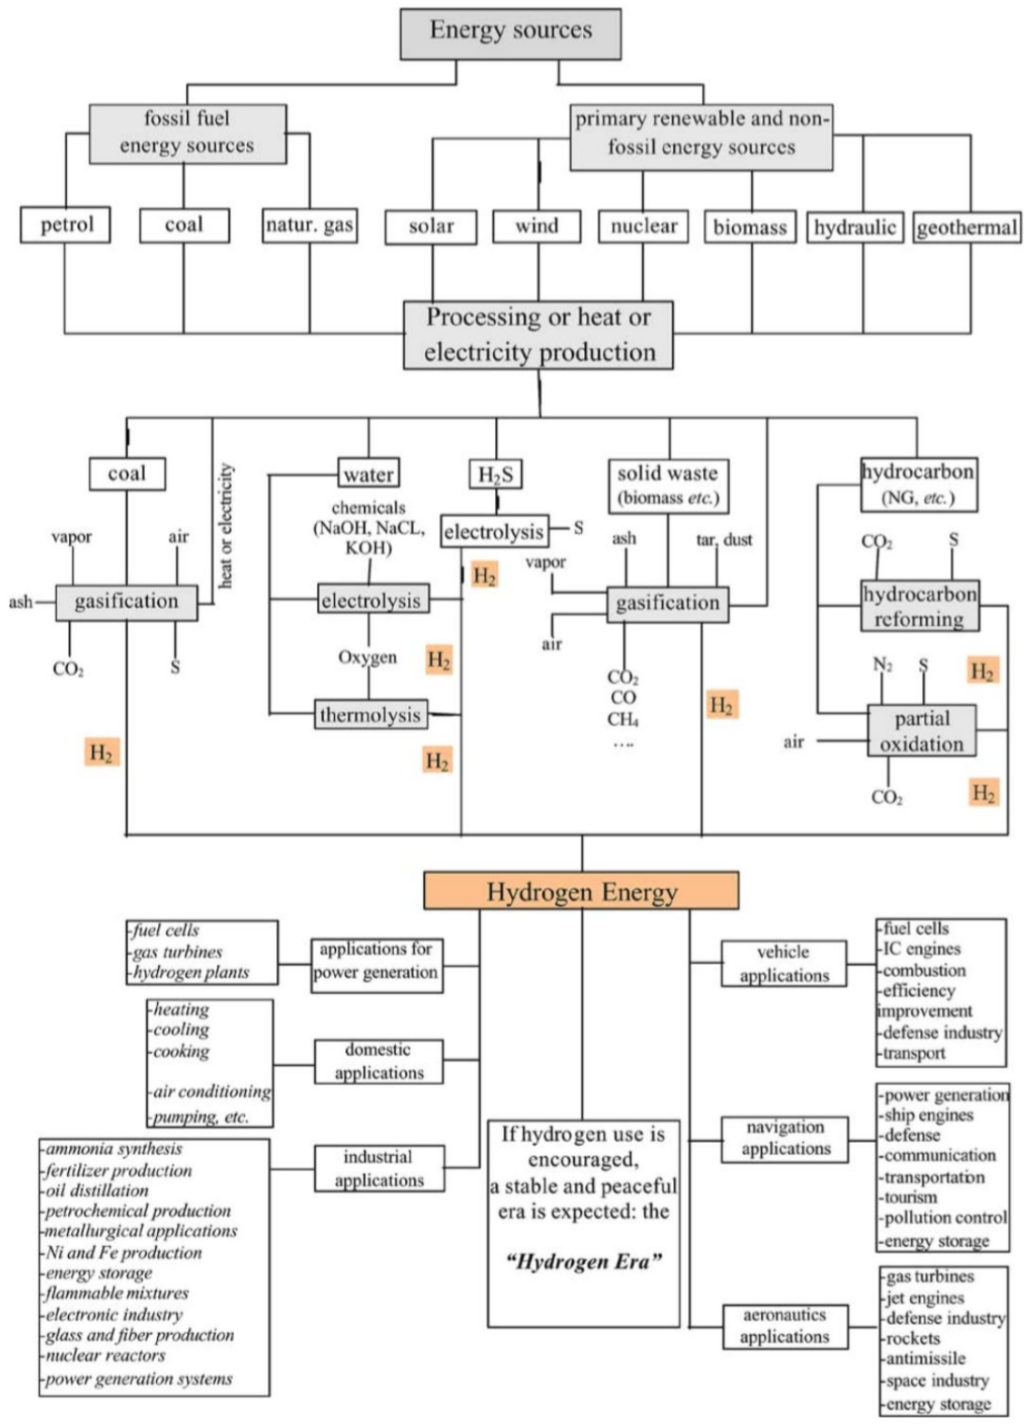 Energy sources
fossil fuel
energy sources
primary renewable and non-
fossil energy sources
petrol
coal
natur. gas
solar
wind
nuclear
biomass
hydraulic
geothermal
Processing or heat or
electricity production
coal
vapor
air
ash
gasification
CO₂
S
H₂
heat or electricity
water
chemicals
(NaOH, NaCL,
KOH)
electrolysis
Oxygen
H₂
thermolysis
H₂
H₂S
electrolysis
S
H₂
solid waste
(biomass etc.)
ash
tar, dust
vapor
gasification
air
CO₂
CO
CH₄
....
H₂
hydrocarbon
(NG, etc.)
CO₂
S
hydrocarbon
reforming
H₂
N₂
S
partial
oxidation
air
CO₂
H₂
Hydrogen Energy
-fuel cells
-gas turbines
-hydrogen plants
applications for
power generation
-heating
-cooling
-cooking
-air conditioning
-pumping, etc.
domestic
applications
-ammonia synthesis
-fertilizer production
-oil distillation
-petrochemical production
-metallurgical applications
-Ni and Fe production
-energy storage
-flammable mixtures
-electronic industry
-glass and fiber production
-nuclear reactors
-power generation systems
industrial
applications
If hydrogen use is
encouraged,
a stable and peaceful
era is expected: the
“Hydrogen Era”
vehicle
applications
-fuel cells
-IC engines
-combustion
-efficiency
improvement
-defense industry
-transport
navigation
applications
-power generation
-ship engines
-defense
-communication
-transportation
-tourism
-pollution control
-energy storage
aeronautics
applications
-gas turbines
-jet engines
-defense industry
-rockets
-antimissile
-space industry
-energy storage